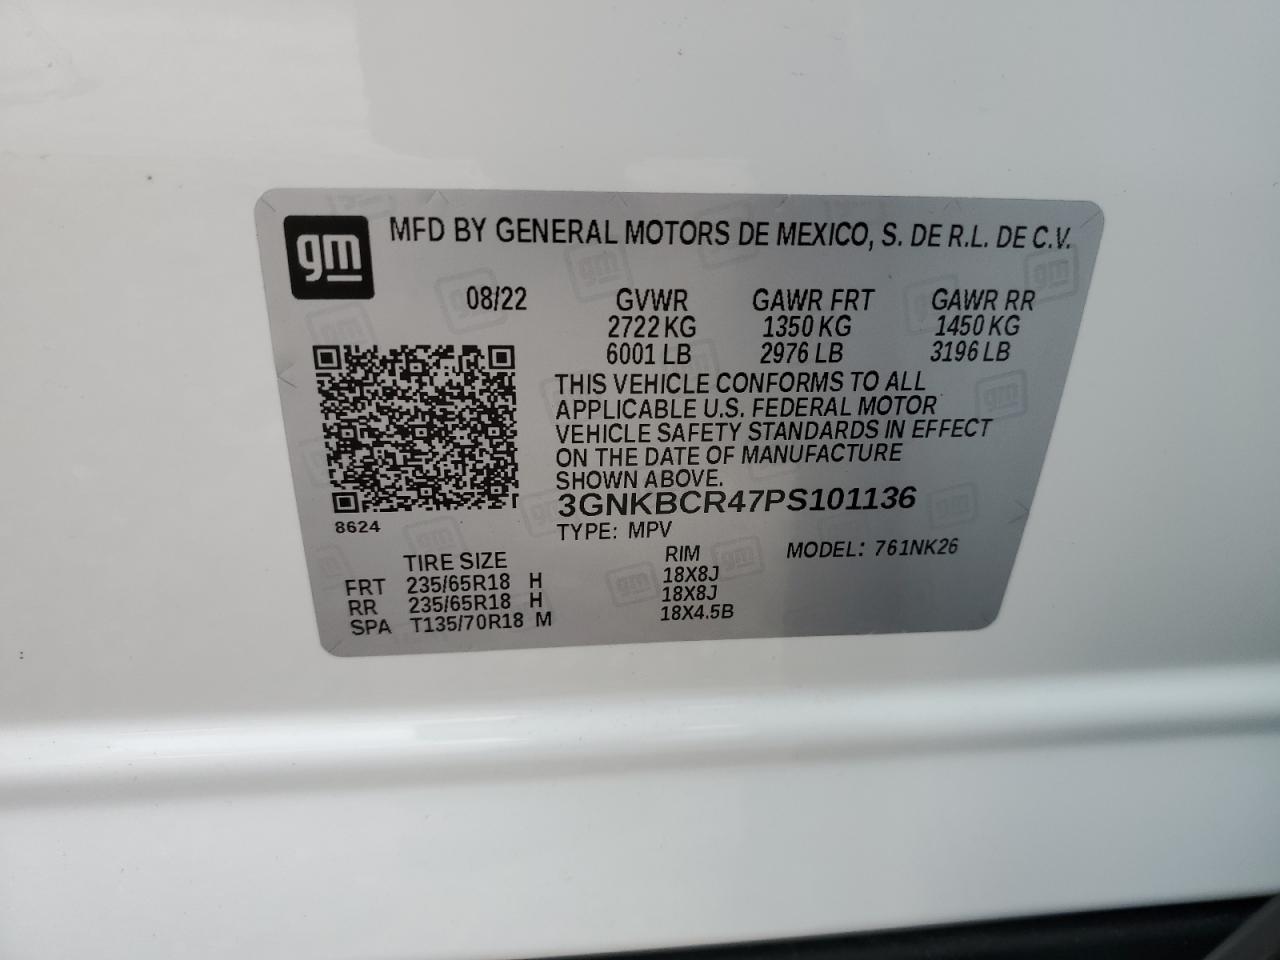 gm MFD BY GENERAL MOTORS DE MEXICO, S. DE R.L. DE C.V.
08/22 GVWR GAWR FRT GAWR RR
2722 KG 1350 KG 1450 KG
6001 LB 2976 LB 3196 LB
THIS VEHICLE CONFORMS TO ALL
APPLICABLE U.S. FEDERAL MOTOR
VEHICLE SAFETY STANDARDS IN EFFECT
ON THE DATE OF MANUFACTURE
SHOWN ABOVE.
3GNKBCR47PS101136
8624
TYPE: MPV
MODEL: 761NK26
TIRE SIZE RIM
FRT 235/65R18 H 18X8J
RR 235/65R18 H 18X8J
SPA T135/70R18 M 18X4.5B